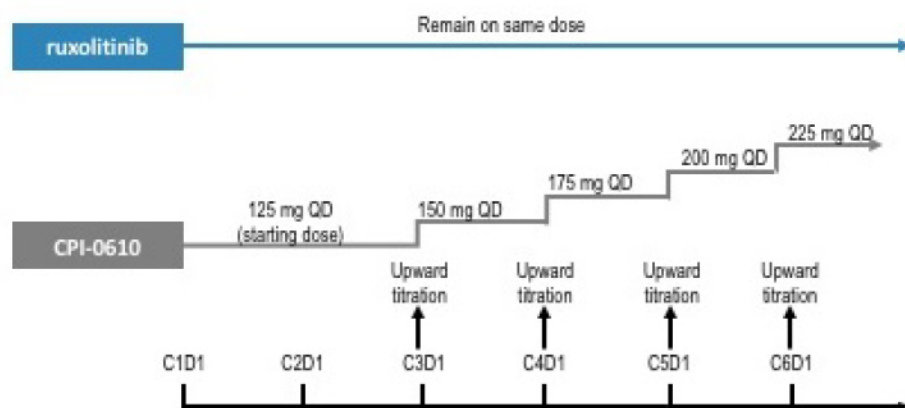 Remain on same dose
ruxolitinib
225 mg QD
200 mg QD
175 mg QD
125 mg QD
150 mg QD
(starting dose)
CPI-0610
Upward
titration
Upward
titration
Upward
titration
Upward
titration
C1D1 C2D1 C3D1 C4D1 C5D1 C6D1